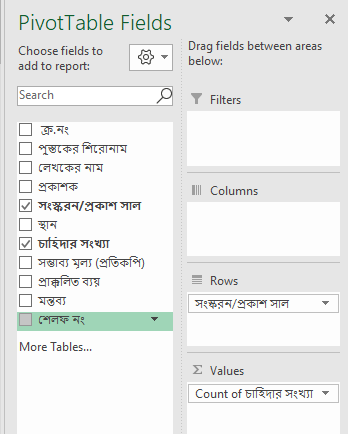 PivotTable Fields
Choose fields to
add to report:
Search
ক্র.নং
পুস্তকের শিরোনাম
লেখকের নাম
প্রকাশক
সংস্করন/প্রকাশ সাল
স্থান
চাহিদার সংখ্যা
সম্ভাব্য মূল্য (প্রতিকপি)
প্রাক্কলিত ব্যয়
মন্তব্য
শেলফ নং
More Tables...
Drag fields between areas
below:
Filters
Columns
Rows
সংস্করন/প্রকাশ সাল
Values
Count of চাহিদার সংখ্যা